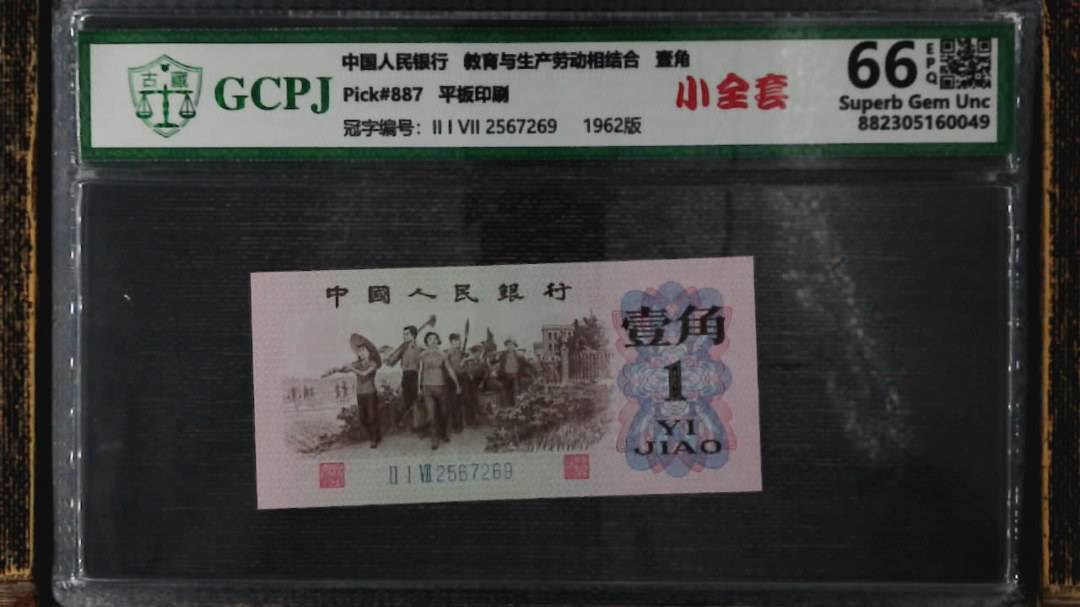 古 藏
GCPJ
中国人民银行 教育与生产劳动相结合 壹角
Pick#887 平板印刷
冠字编号: II I VII 2567269 1962版
小全套
66 EPQ
Superb Gem Unc
882305160049
中國人民銀行
壹角
1
YI
JIAO
II I VII 2567269